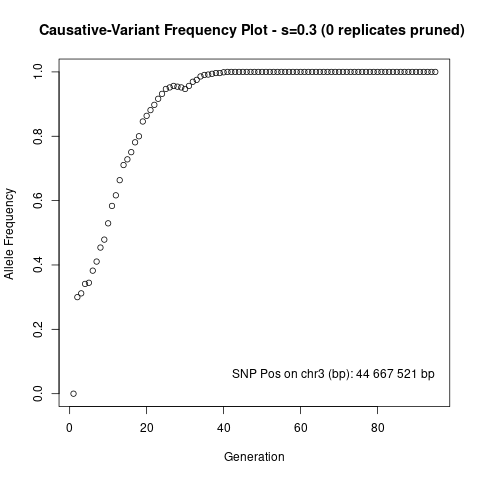 Causative-Variant Frequency Plot - s=0.3 (0 replicates pruned)
Allele Frequency
1.0
0.8
0.6
0.4
0.2
0.0
SNP Pos on chr3 (bp): 44 667 521 bp
0 20 40 60 80
Generation